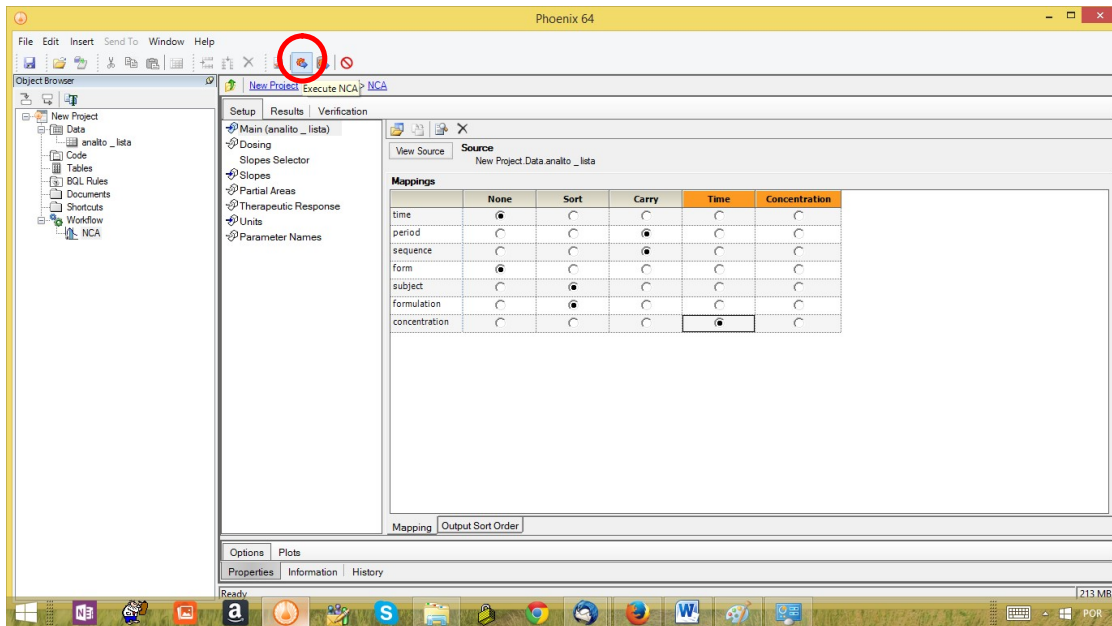 Phoenix 64
File Edit Insert Send To Window Help
Object Browser
New Project
Data
analito _ lista
Code
Tables
BQL Rules
Documents
Shortcuts
Workflow
NCA
New Project > NCA
Execute NCA
Setup Results Verification
Main (analito _ lista)
Dosing
Slopes Selector
Slopes
Partial Areas
Therapeutic Response
Units
Parameter Names
View Source
Source
New Project.Data.analito _ lista
Mappings
None Sort Carry Time Concentration
time
period
sequence
form
subject
formulation
concentration
Mapping Output Sort Order
Options Plots
Properties Information History
Ready 213 MB
N a S W POR